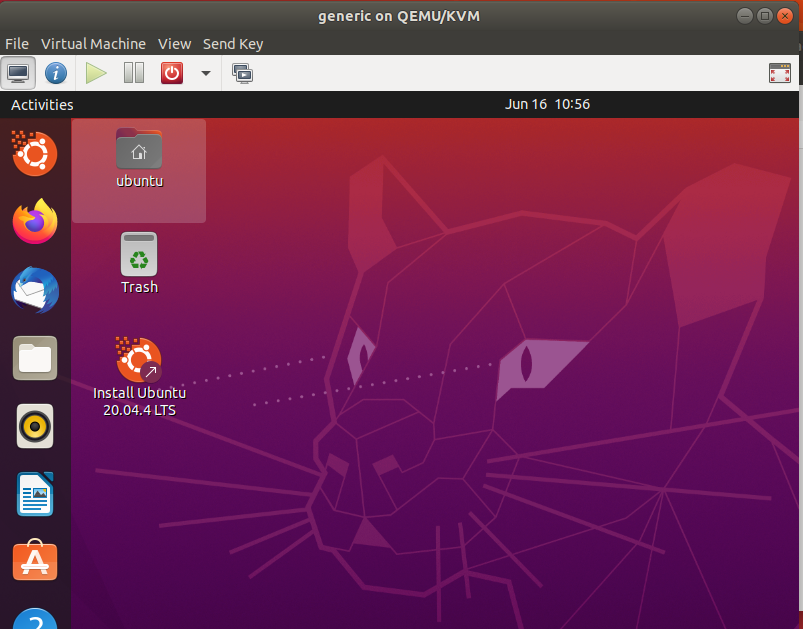 generic on QEMU/KVM
File Virtual Machine View Send Key
Activities
Jun 16 10:56
ubuntu
Trash
Install Ubuntu
20.04.4 LTS